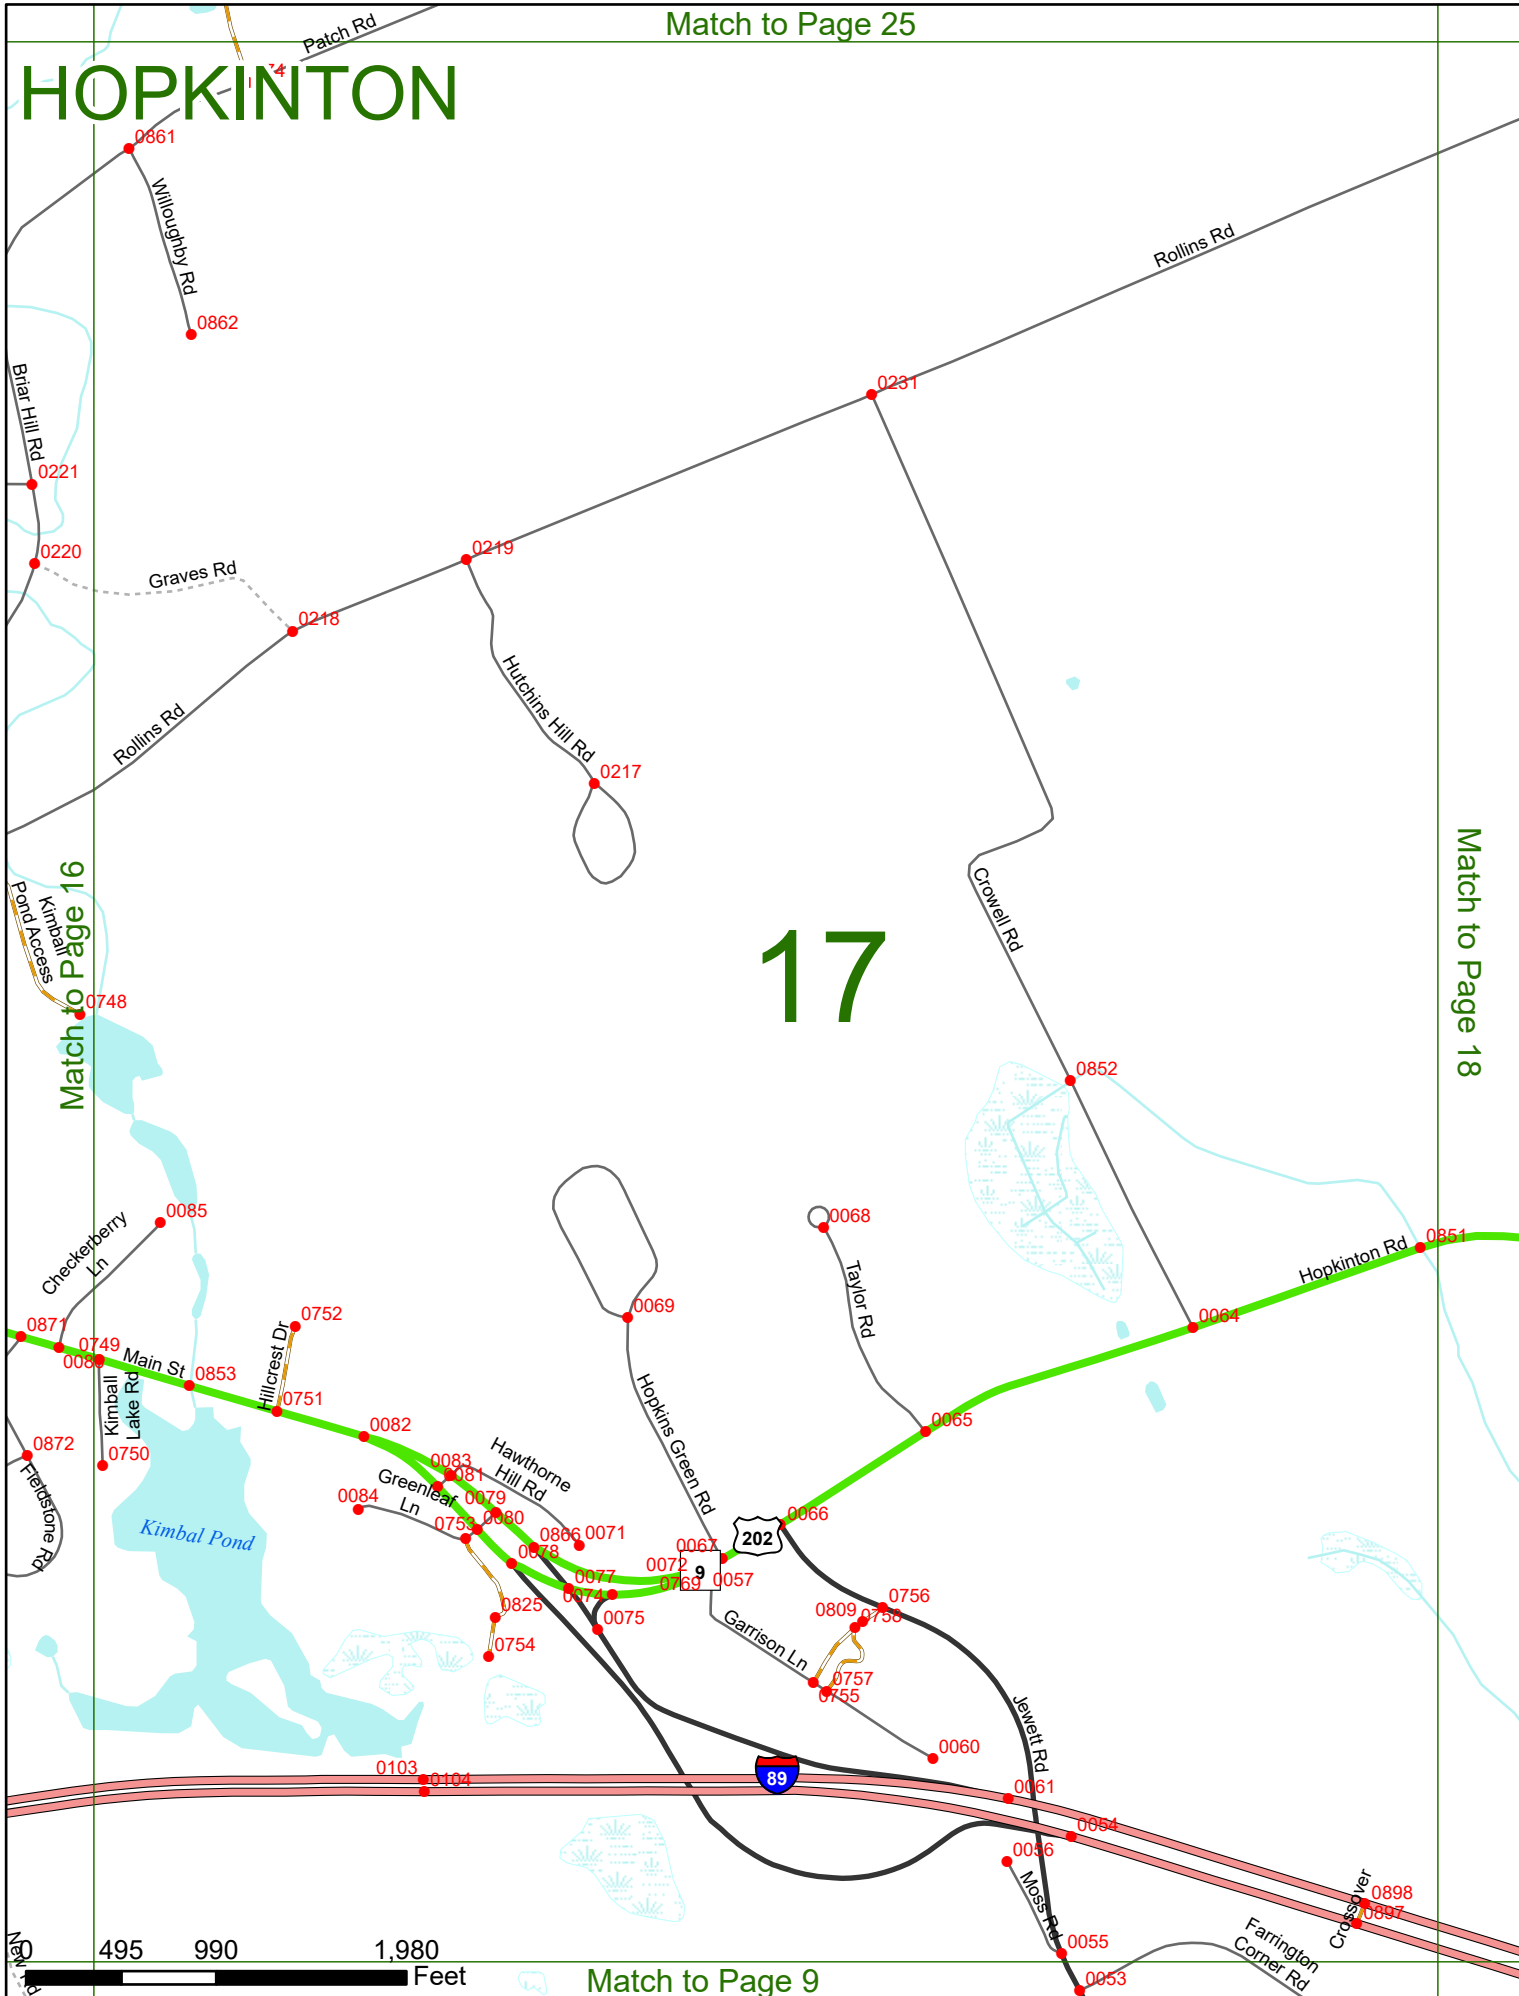 Match to Page 25
Patch Rd
HOPKINTON
0861
Willoughby Rd
Rollins Rd
0862
Briar Hill Rd
0231
0221
0220
0219
Graves Rd
0218
Hutchins Hill Rd
Rollins Rd
0217
Match to Page 16
Match to Page 18
Kimball
Pond Access
Crowell Rd
17
0748
0852
0085
Checkerberry
Ln
0068
0851
Hopkinton Rd
Taylor Rd
0069
0064
0871
0752
0749
Main St
Hillcrest Dr
0853
0751
Kimball
Lake Rd
Hopkins Green Rd
0082
0065
0872
0750
0083
0081
Hawthorne
Hill Rd
Greenleaf
Ln
0084
0079
0080
Fieldstone Rd
Kimbal Pond
0753
0866
0071
0066
202
0067
0078
0072
9
0057
0077
0769
0074
0825
0075
0756
0809
0758
Garrison Ln
0754
0757
0755
Jewett Rd
0060
0103
0104
89
0061
0054
0056
Moss Rd
0898
0897
Crossover
Farrington
Corner Rd
0055
0053
New Rd
0 495 990 1,980
Feet
Match to Page 9